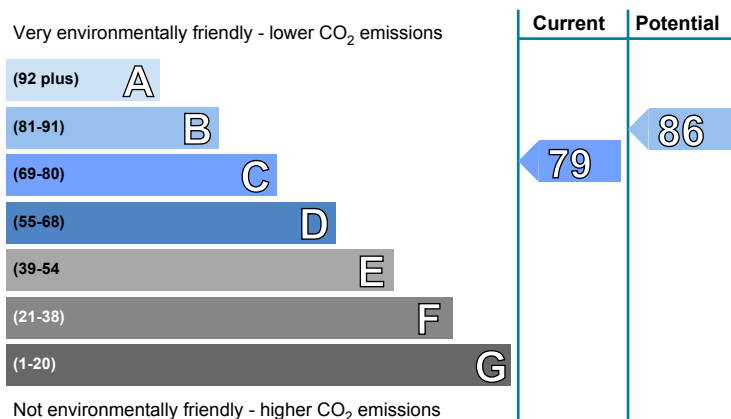 Very environmentally friendly - lower CO₂ emissions
Current
Potential
(92 plus) A
(81-91) B
(69-80) C
(55-68) D
(39-54 E
(21-38) F
(1-20) G
79
86
Not environmentally friendly - higher CO₂ emissions